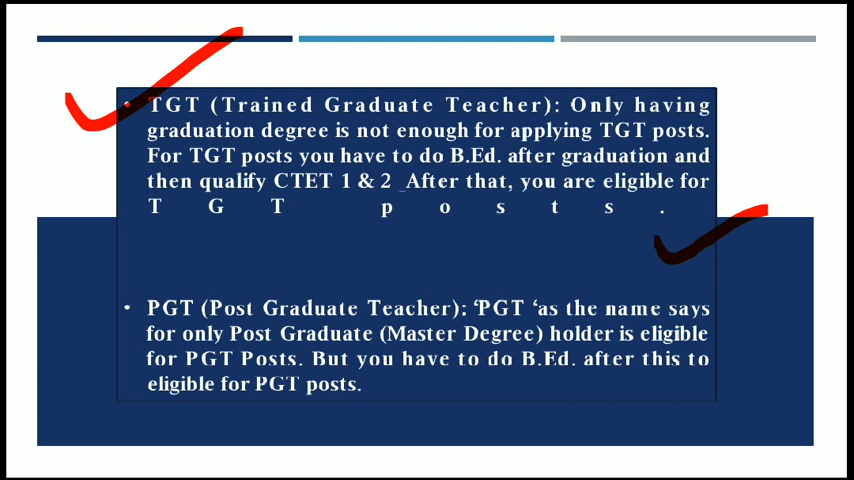 • TGT (Trained Graduate Teacher): Only having
graduation degree is not enough for applying TGT posts.
For TGT posts you have to do B.Ed. after graduation and
then qualify CTET 1 & 2 _After that, you are eligible for
T G T p o s t s .
• PGT (Post Graduate Teacher): ‘PGT ‘as the name says
for only Post Graduate (Master Degree) holder is eligible
for PGT Posts. But you have to do B.Ed. after this to
eligible for PGT posts.